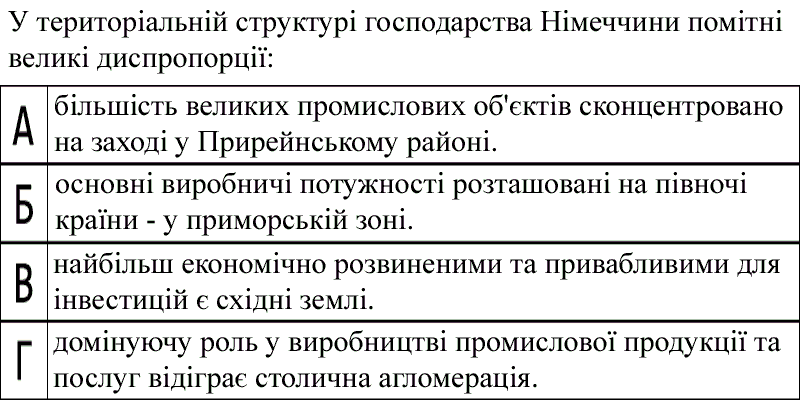 У територіальній структурі господарства Німеччини помітні
великі диспропорції:
А
більшість великих промислових об'єктів сконцентровано
на заході у Прирейнському районі.
Б
основні виробничі потужності розташовані на півночі
країни - у приморській зоні.
В
найбільш економічно розвиненими та привабливими для
інвестицій є східні землі.
Г
домінуючу роль у виробництві промислової продукції та
послуг відіграє столична агломерація.